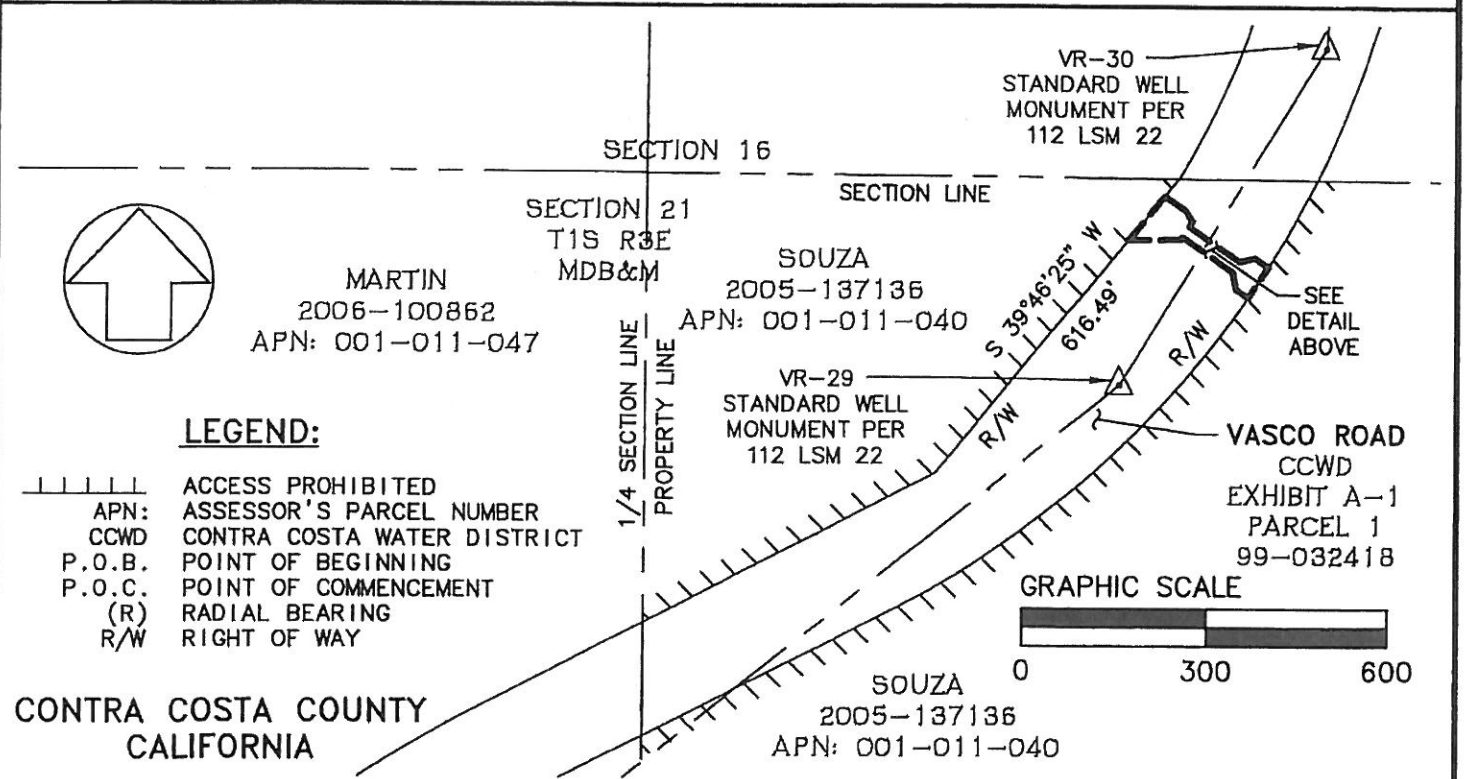 VR-30
STANDARD WELL
MONUMENT PER
112 LSM 22
SECTION 16
SECTION LINE
SECTION 21
T1S R3E
MDB&M
MARTIN
2006-100862
APN: 001-011-047
SOUZA
2005-137136
APN: 001-011-040
S 39°46'25" W
616.49'
R/W
R/W
SEE
DETAIL
ABOVE
1/4 SECTION LINE
PROPERTY LINE
VR-29
STANDARD WELL
MONUMENT PER
112 LSM 22
VASCO ROAD
CCWD
EXHIBIT A-1
PARCEL 1
99-032418
LEGEND:
ACCESS PROHIBITED
APN: ASSESSOR'S PARCEL NUMBER
CCWD CONTRA COSTA WATER DISTRICT
P.O.B. POINT OF BEGINNING
P.O.C. POINT OF COMMENCEMENT
(R) RADIAL BEARING
R/W RIGHT OF WAY
GRAPHIC SCALE
0 300 600
SOUZA
2005-137136
APN: 001-011-040
CONTRA COSTA COUNTY
CALIFORNIA